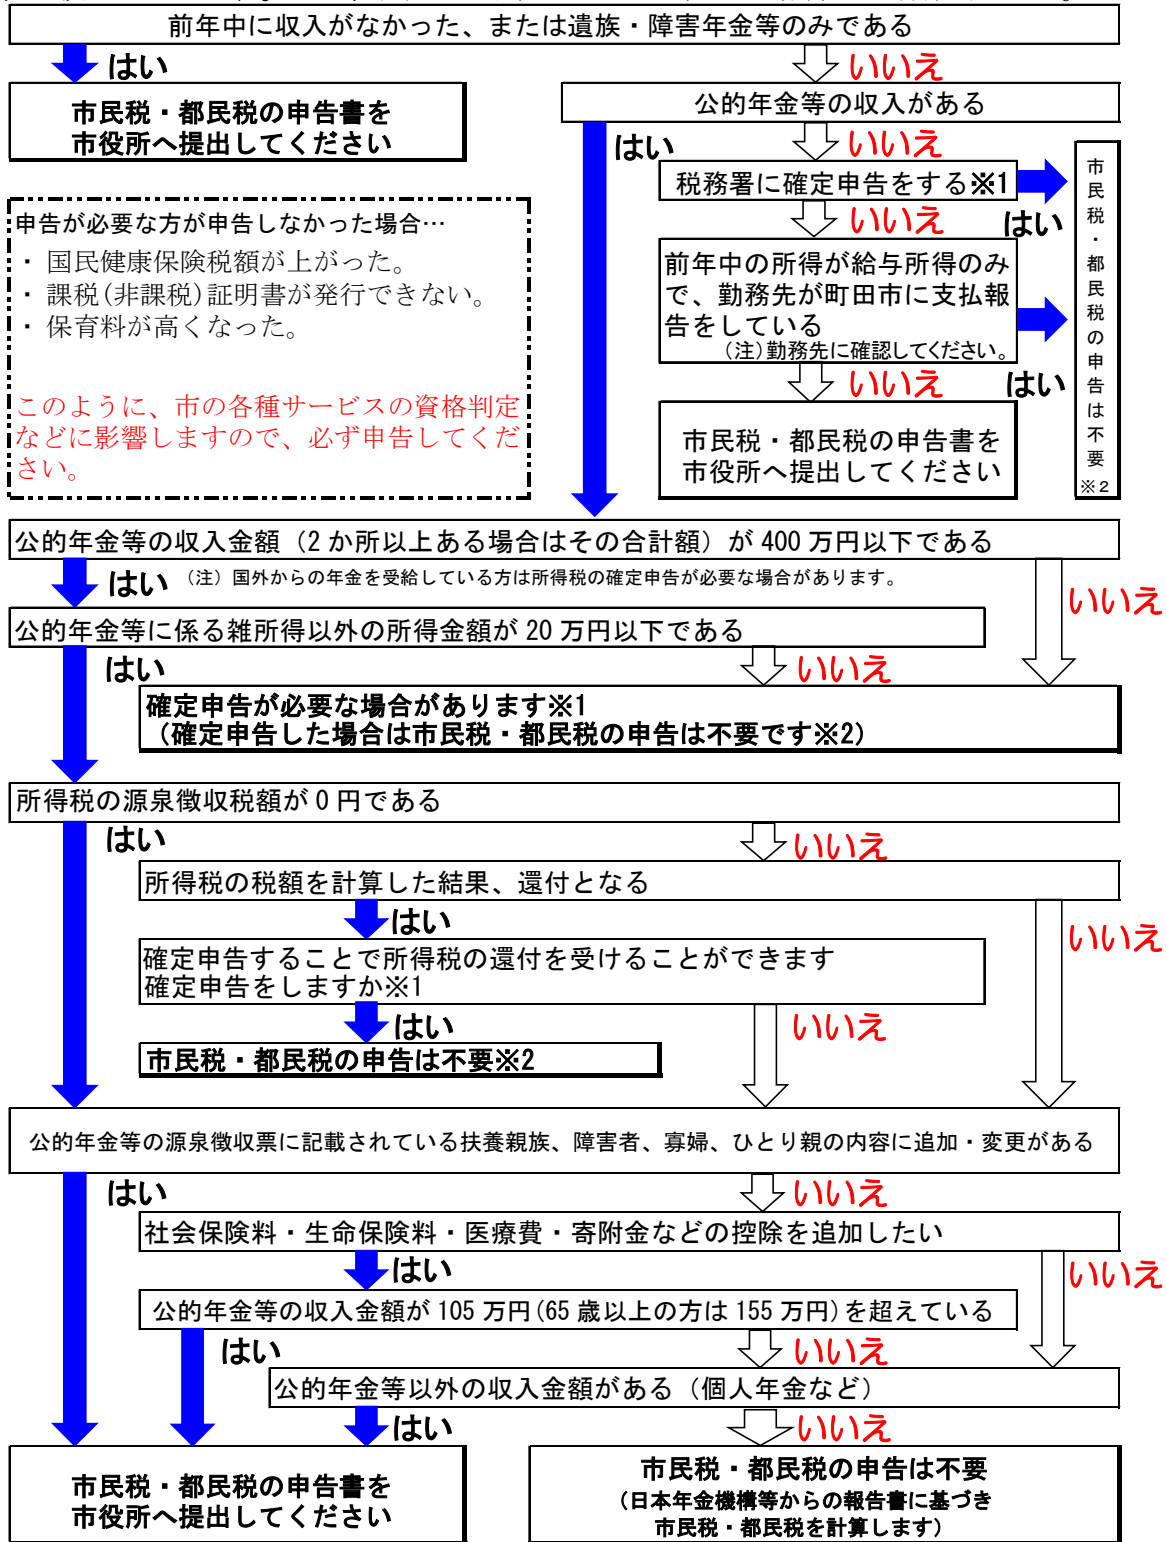 前年中に収入がなかった、または遺族・障害年金等のみである
はい
いいえ
市民税・都民税の申告書を
市役所へ提出してください
公的年金等の収入がある
はい
いいえ
税務署に確定申告をする※1
いいえ
はい
前年中の所得が給与所得のみ
で、勤務先が町田市に支払報
告をしている
（注）勤務先に確認してください。
いいえ
はい
市民税・都民税の申告は不要※2
市民税・都民税の申告書を
市役所へ提出してください
申告が必要な方が申告しなかった場合…
・ 国民健康保険税額が上がった。
・ 課税(非課税)証明書が発行できない。
・ 保育料が高くなった。
このように、市の各種サービスの資格判定
などに影響しますので、必ず申告してくだ
さい。
公的年金等の収入金額（2か所以上ある場合はその合計額）が 400 万円以下である
はい
（注）国外からの年金を受給している方は所得税の確定申告が必要な場合があります。
いいえ
公的年金等に係る雑所得以外の所得金額が 20 万円以下である
はい
いいえ
確定申告が必要な場合があります※1
（確定申告した場合は市民税・都民税の申告は不要です※2）
所得税の源泉徴収税額が0円である
はい
いいえ
所得税の税額を計算した結果、還付となる
はい
いいえ
確定申告することで所得税の還付を受けることができます
確定申告をしますか※1
はい
いいえ
市民税・都民税の申告は不要※2
公的年金等の源泉徴収票に記載されている扶養親族、障害者、寡婦、ひとり親の内容に追加・変更がある
はい
いいえ
社会保険料・生命保険料・医療費・寄附金などの控除を追加したい
はい
いいえ
公的年金等の収入金額が 105 万円(65 歳以上の方は 155 万円)を超えている
はい
いいえ
公的年金等以外の収入金額がある（個人年金など）
はい
いいえ
市民税・都民税の申告書を
市役所へ提出してください
市民税・都民税の申告は不要
（日本年金機構等からの報告書に基づき
市民税・都民税を計算します）